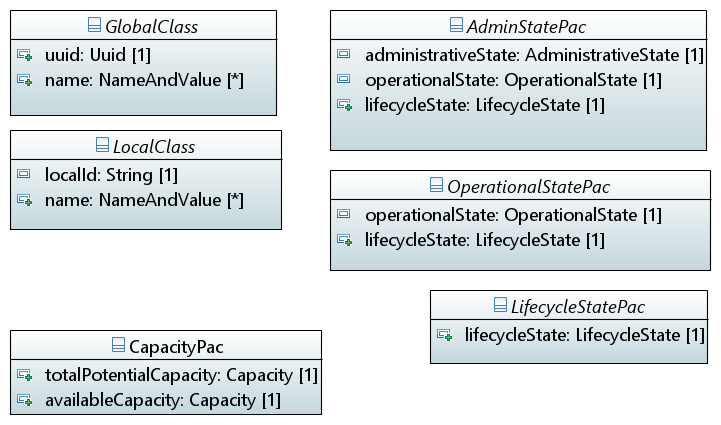 GlobalClass
uuid: Uuid [1]
name: NameAndValue [*]
LocalClass
localId: String [1]
name: NameAndValue [*]
CapacityPac
totalPotentialCapacity: Capacity [1]
availableCapacity: Capacity [1]
AdminStatePac
administrativeState: AdministrativeState [1]
operationalState: OperationalState [1]
lifecycleState: LifecycleState [1]
OperationalStatePac
operationalState: OperationalState [1]
lifecycleState: LifecycleState [1]
LifecycleStatePac
lifecycleState: LifecycleState [1]